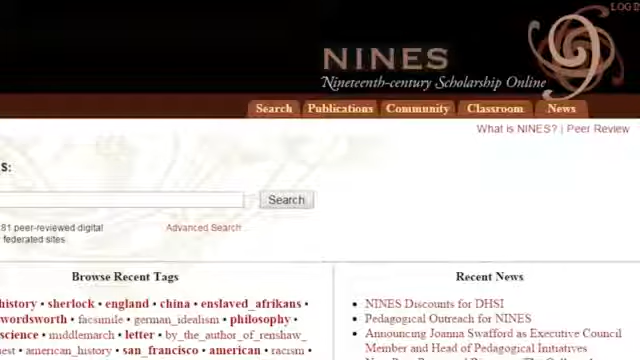 LOG
NINES
Nineteenth-century Scholarship Online
Search Publications Community Classroom News
What is NINES? | Peer Review
s:
Search
81 peer-reviewed digital
federated sites
Advanced Search
Browse Recent Tags
history • sherlock • england • china • enslaved_afrikans •
wordsworth • facsimile • german_idealism • philosophy •
science • middlemarch • letter • by_the_author_of_renshaw_
• american_history • san_francisco • american • racism
Recent News
NINES Discounts for DHSI
Pedagogical Outreach for NINES
Announcing Joanna Swafford as Executive Council
Member and Head of Pedagogical Initiatives